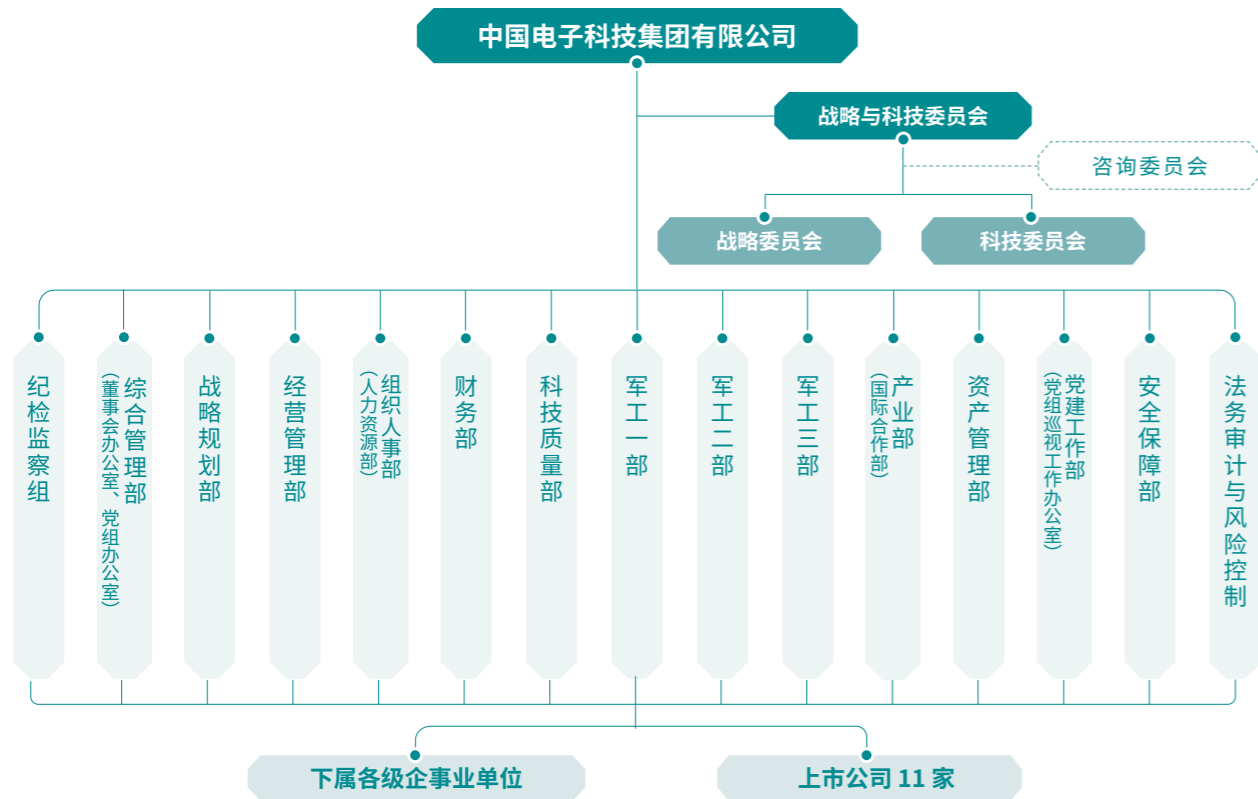 中国电子科技集团有限公司
战略与科技委员会
咨询委员会
战略委员会
科技委员会
纪检监察组
综合管理部
（董事会办公室、党组办公室）
战略规划部
经营管理部
组织人事部
（人力资源部）
财务部
科技质量部
军工一部
军工二部
军工三部
产业部
（国际合作部）
资产管理部
党建工作部
（党组巡视工作办公室）
安全保障部
法务审计与风险控制
下属各级企事业单位
上市公司 11 家